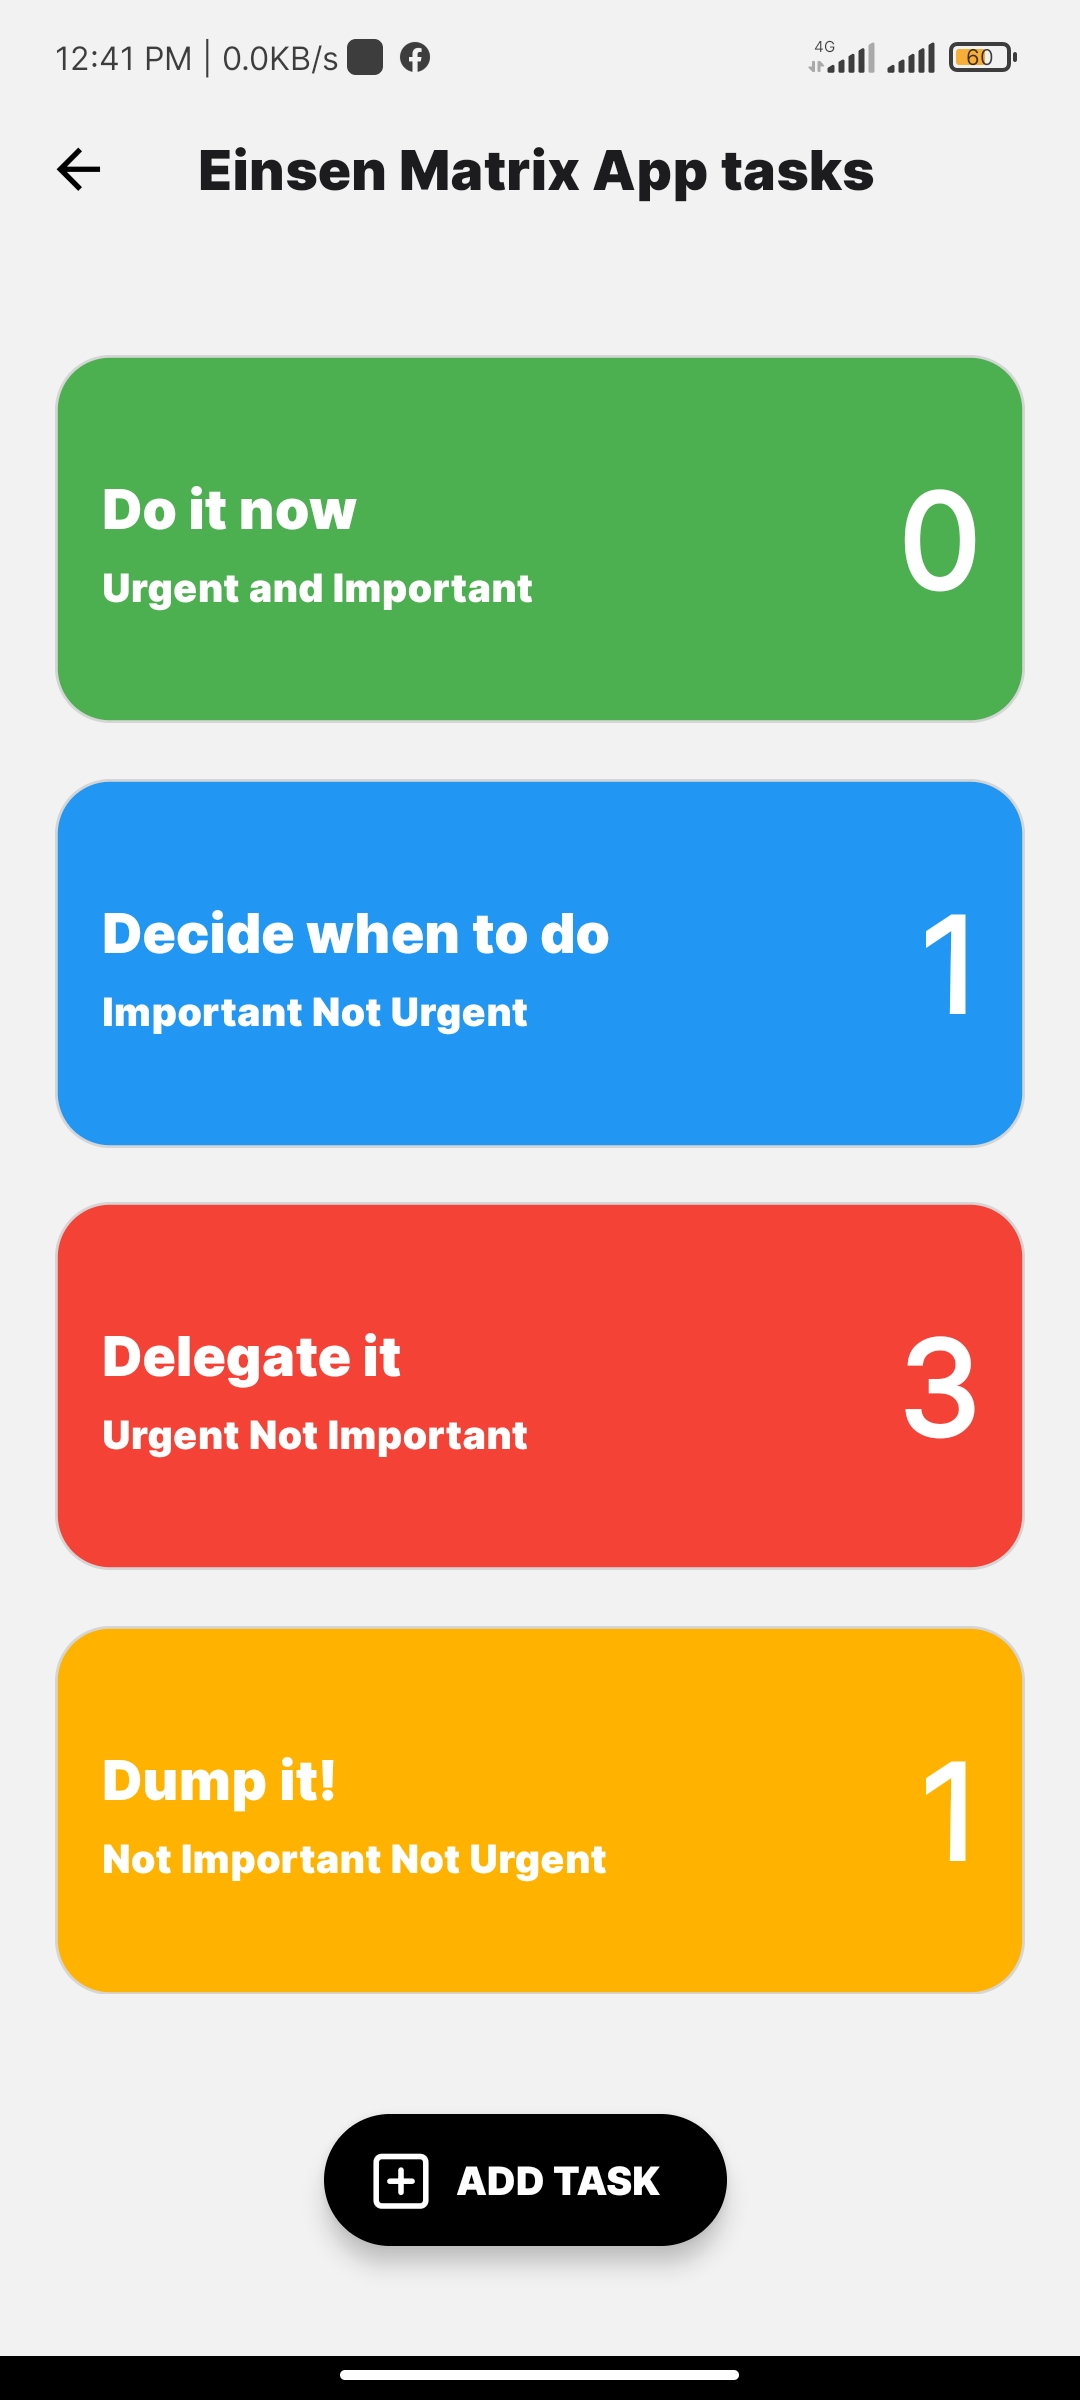 12:41 PM | 0.0KB/s
4G
60
Einsen Matrix App tasks
Do it now
Urgent and Important
0
Decide when to do
Important Not Urgent
1
Delegate it
Urgent Not Important
3
Dump it!
Not Important Not Urgent
1
ADD TASK